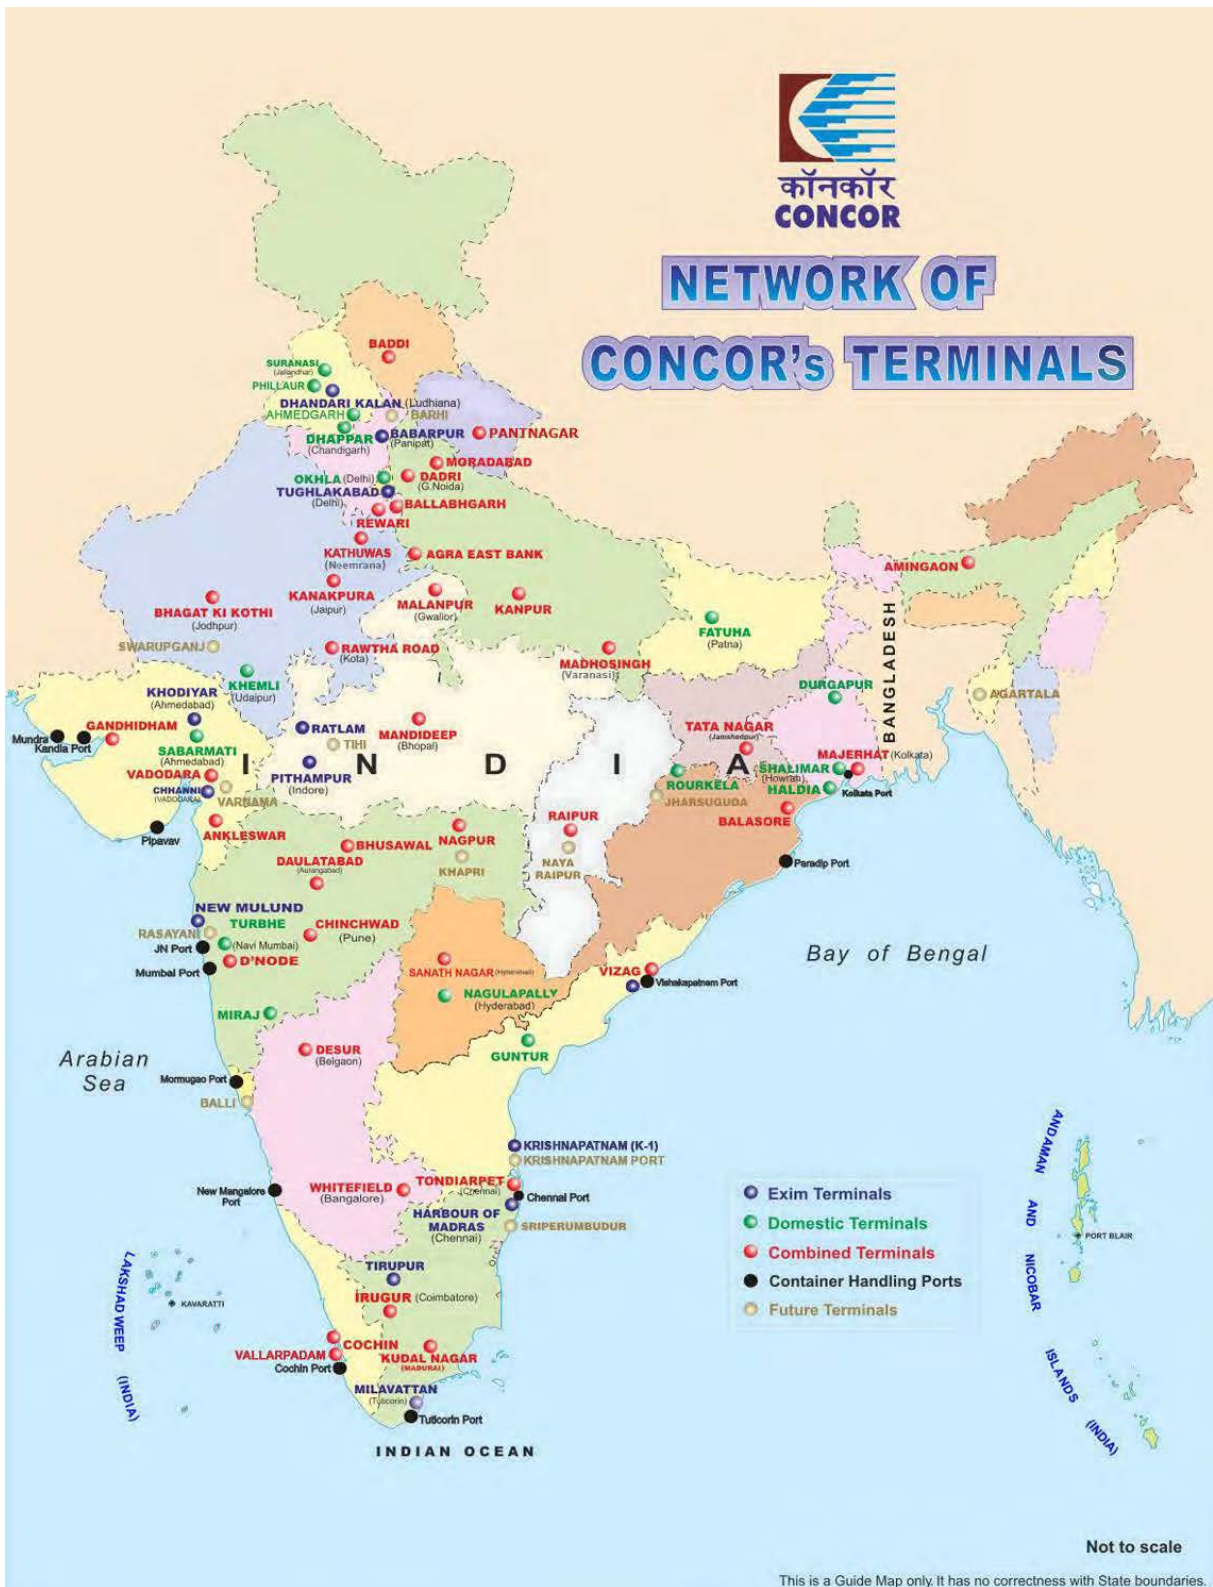 कॉनकॉर
CONCOR
NETWORK OF
CONCOR's TERMINALS
BADDI
SURANASI
(Jallandhar)
PHILLAUR
DHANDARI KALAN (Ludhiana)
AHMEDGARH
BARHI
DHAPPAR
(Chandigarh)
BABARPUR
(Panipat)
PANTNAGAR
MORADABAD
OKHLA (Delhi)
DADRI
(G.Noida)
TUGHLAKABAD
(Delhi)
BALLABHGARH
REWARI
KATHUWAS
(Neemrana)
AGRA EAST BANK
AMINGAON
KANAKPURA
(Jaipur)
MALANPUR
(Gwalior)
KANPUR
BHAGAT KI KOTHI
(Jodhpur)
FATUHA
(Patna)
BANGLADESH
SWARUPGANJ
RAWTHA ROAD
(Kota)
MADHOSINGH
(Varanasi)
KHEMLI
(Udaipur)
DURGAPUR
AGARTALA
KHODIYAR
(Ahmedabad)
GANDHIDHAM
Mundra
Kandla Port
RATLAM
TIHI
MANDIDEEP
(Bhopal)
TATA NAGAR
(Jamshedpur)
SABARMATI
(Ahmedabad)
MAJERHAT (Kolkata)
INDIA
VADODARA
PITHAMPUR
(Indore)
SHALIMAR
(Howrah)
ROURKELA
HALDIA
Kolkata Port
CHHANNI
(VADODARA)
VARNAMA
JHARSUGUDA
ANKLESWAR
RAIPUR
BALASORE
Pipavav
BHUSAWAL
NAGPUR
DAULATABAD
(Aurangabad)
KHAPRI
NAYA
RAIPUR
Paradip Port
NEW MULUND
TURBHE
(Navi Mumbai)
CHINCHWAD
(Pune)
RASAYANI
JN Port
D'NODE
Mumbai Port
Bay of Bengal
SANATH NAGAR (Hyderabad)
VIZAG
Vishakapatnam Port
NAGULAPALLY
(Hyderabad)
MIRAJ
GUNTUR
DESUR
(Belgaon)
Arabian
Sea
Mormugao Port
BALLI
KRISHNAPATNAM (K-1)
KRISHNAPATNAM PORT
WHITEFIELD
(Bangalore)
TONDIARPET
(Chennai)
New Mangalore
Port
Chennai Port
HARBOUR OF
MADRAS
(Chennai)
SRIPERUMBUDUR
Exim Terminals
Domestic Terminals
Combined Terminals
Container Handling Ports
Future Terminals
ANDAMAN AND NICOBAR ISLANDS (INDIA)
PORT BLAIR
LAKSHADWEEP (INDIA)
KAVARATTI
TIRUPUR
IRUGUR (Coimbatore)
COCHIN
VALLARPADAM
Cochin Port
KUDAL NAGAR
(MADURAI)
MILAVATTAN
(Tuticorin)
Tuticorin Port
INDIAN OCEAN
Not to scale
This is a Guide Map only. It has no correctness with State boundaries.